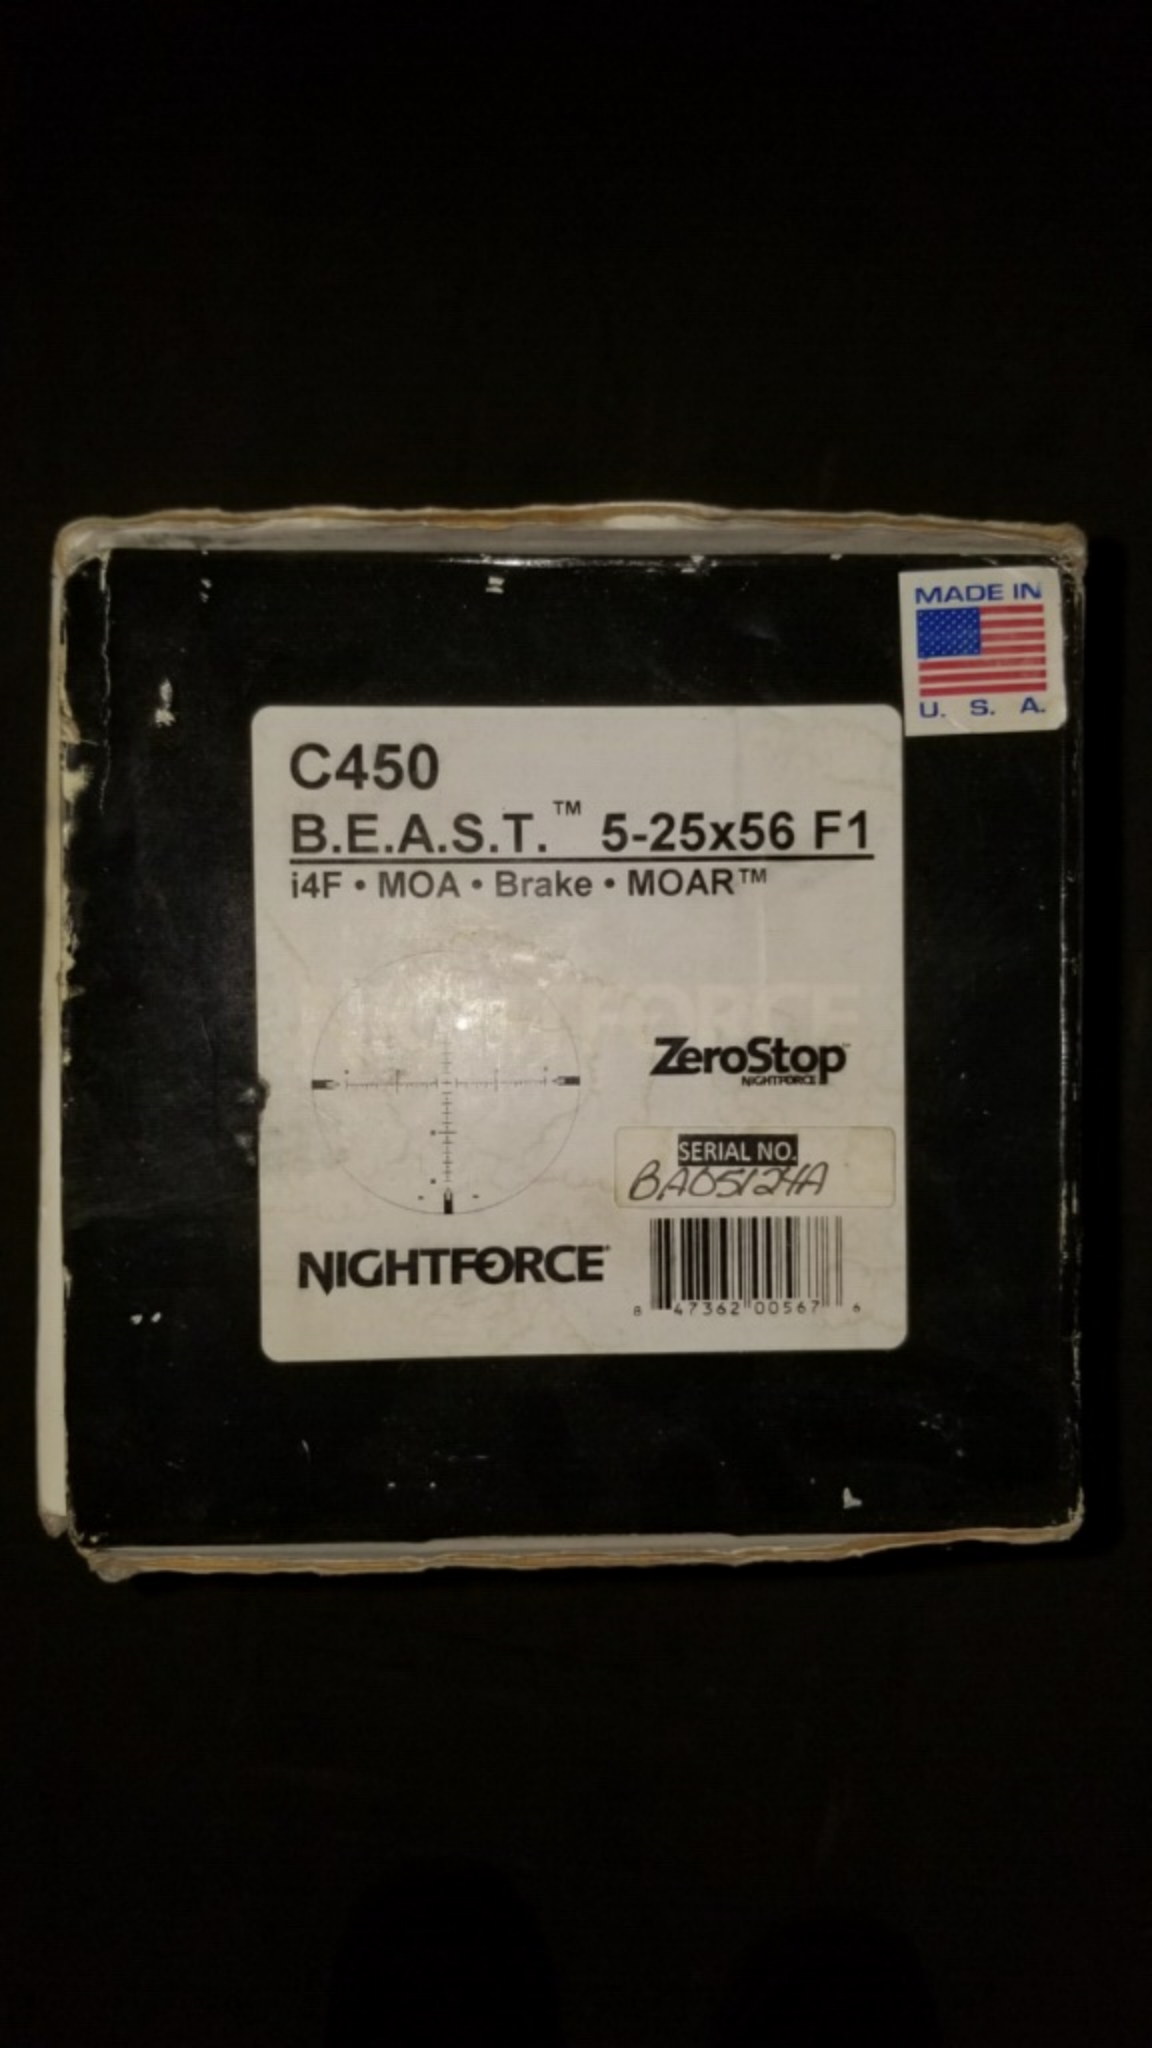 MADE IN
U. S. A.
C450
B.E.A.S.T.™ 5-25x56 F1
i4F • MOA • Brake • MOAR™
ZeroStop™
NIGHTFORCE
SERIAL NO.
BA05124A
NIGHTFORCE®
8 47362 00567 6